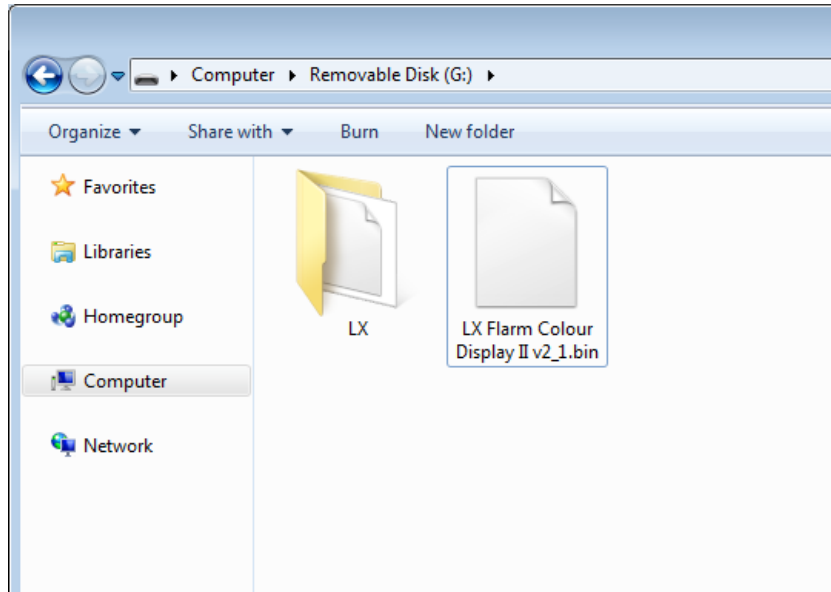 Computer Removable Disk (G:)
Organize Share with Burn New folder
Favorites
Libraries
Homegroup
Computer
Network
LX
LX Flarm Colour
Display II v2_1.bin